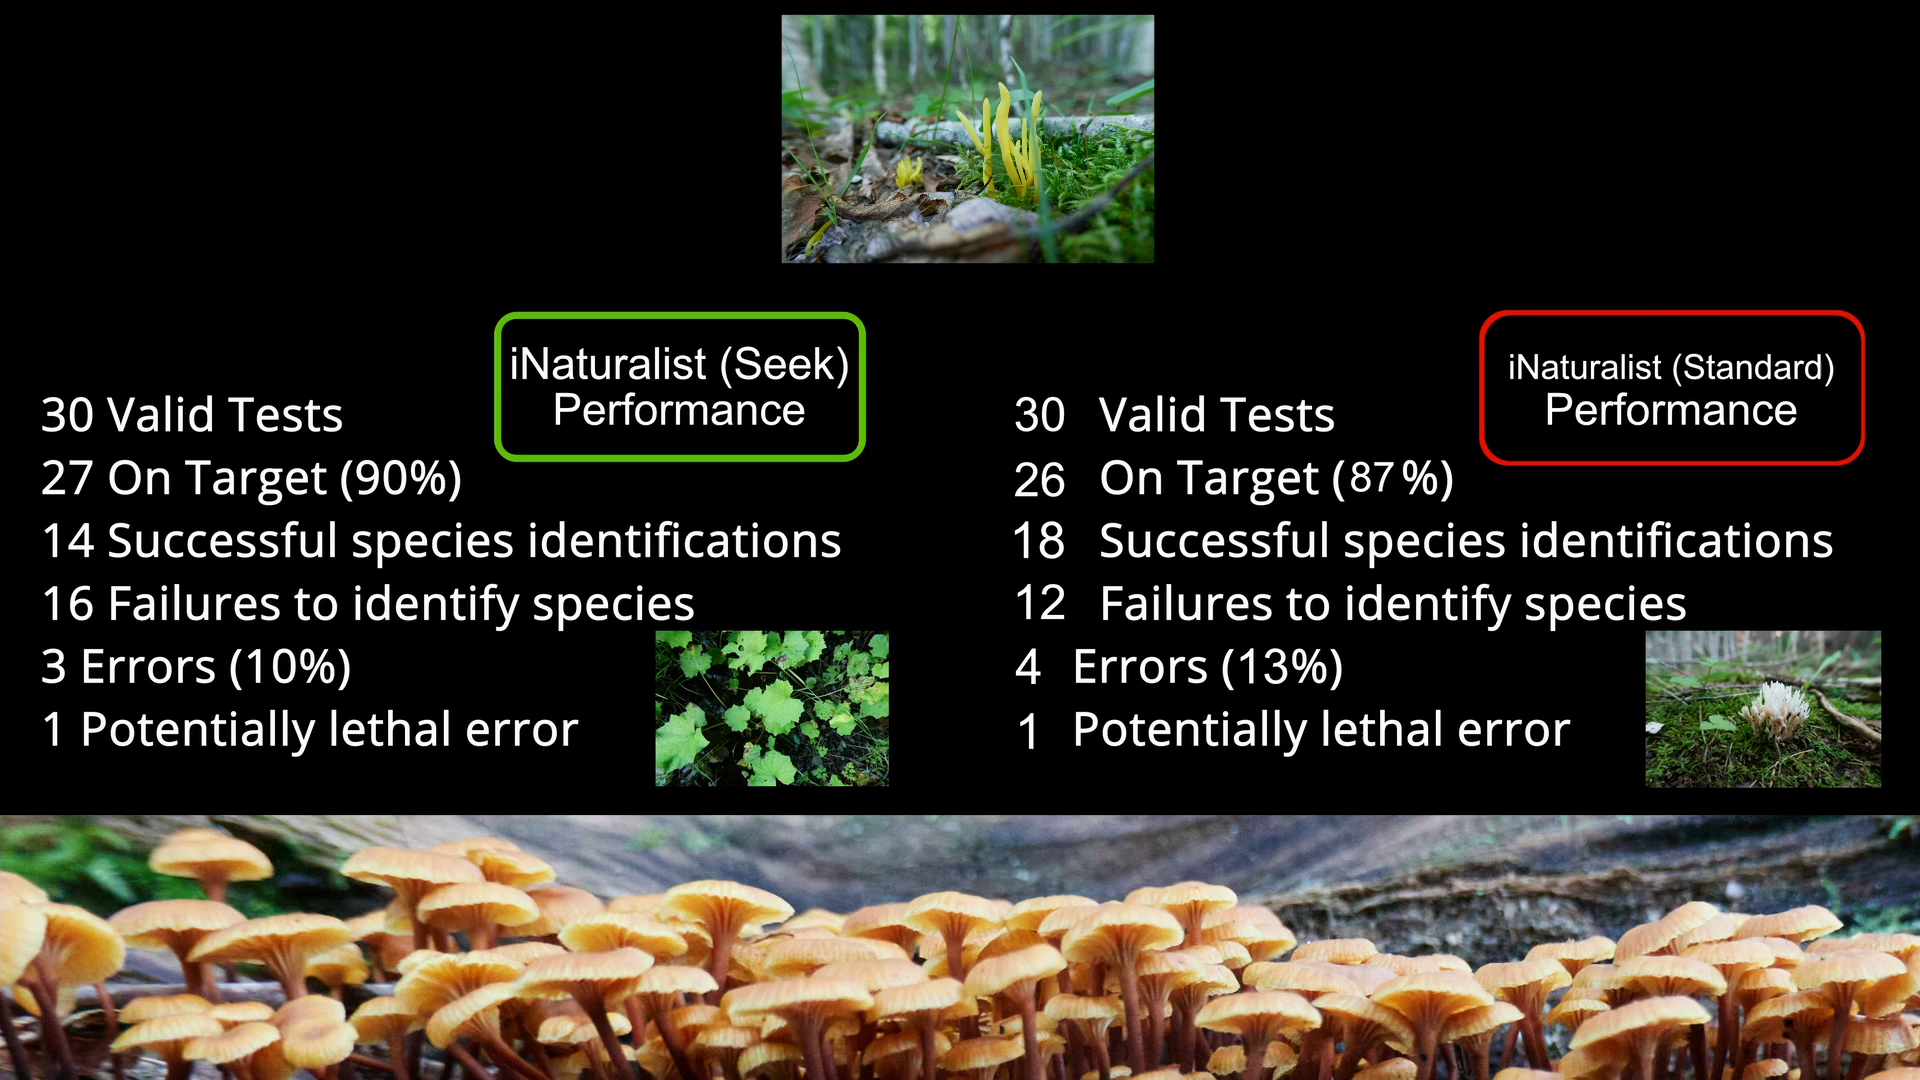 iNaturalist (Seek)
Performance
30 Valid Tests
27 On Target (90%)
14 Successful species identifications
16 Failures to identify species
3 Errors (10%)
1 Potentially lethal error
iNaturalist (Standard)
Performance
30 Valid Tests
26 On Target (87%)
18 Successful species identifications
12 Failures to identify species
4 Errors (13%)
1 Potentially lethal error